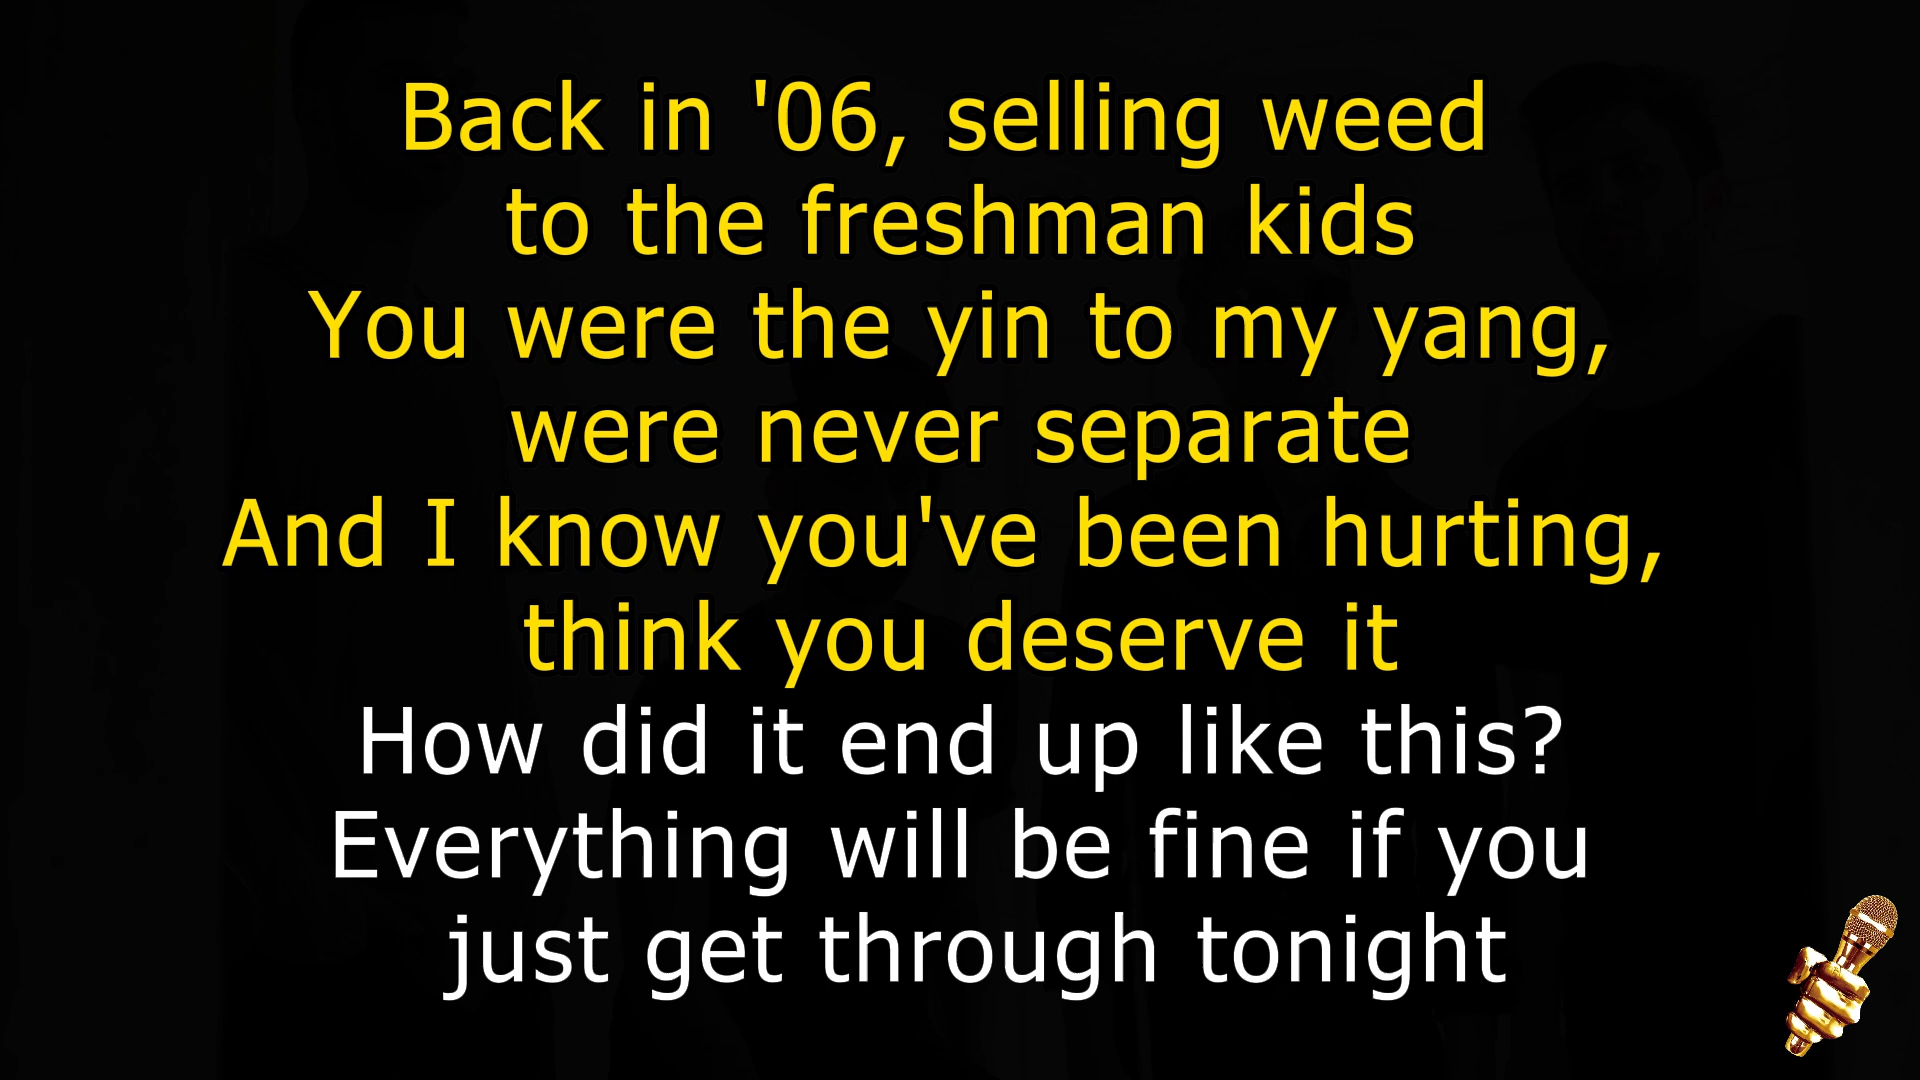 Back in '06, selling weed
to the freshman kids
You were the yin to my yang,
were never separate
And I know you've been hurting,
think you deserve it
How did it end up like this?
Everything will be fine if you
just get through tonight